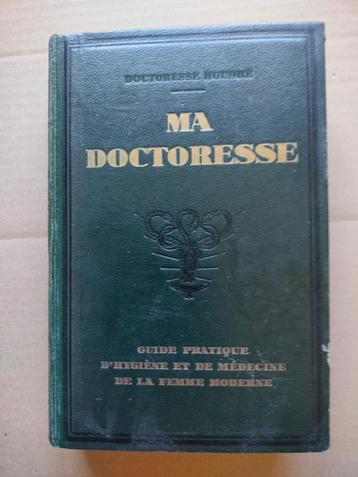 DOCTORESSE HOUDRÉ
MA
DOCTORESSE
GUIDE PRATIQUE
D'HYGIÈNE ET DE MÉDECINE
DE LA FEMME MODERNE